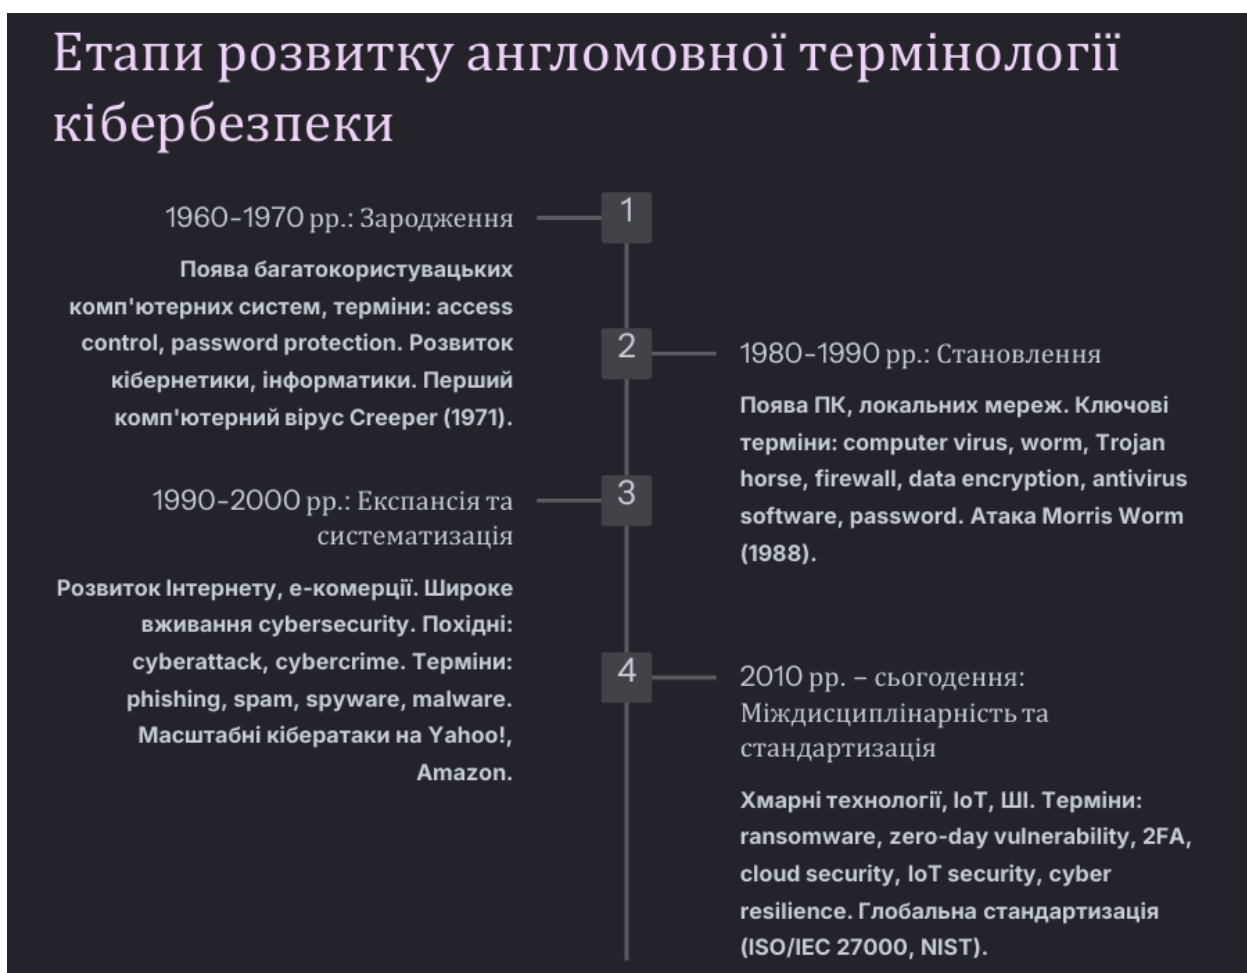 Етапи розвитку англомовної термінології
кібербезпеки
1
1960-1970 рр.: Зародження
Поява багатокористувацьких
комп'ютерних систем, терміни: access
control, password protection. Розвиток
кібернетики, інформатики. Перший
комп'ютерний вірус Creeper (1971).
2
1980-1990 рр.: Становлення
Поява ПК, локальних мереж. Ключові
терміни: computer virus, worm, Trojan
horse, firewall, data encryption, antivirus
software, password. Атака Morris Worm
(1988).
3
1990-2000 рр.: Експансія та
систематизація
Розвиток Інтернету, е-комерції. Широке
вживання cybersecurity. Похідні:
cyberattack, cybercrime. Терміни:
phishing, spam, spyware, malware.
Масштабні кібератаки на Yahoo!,
Amazon.
4
2010 рр. – сьогодення:
Міждисциплінарність та
стандартизація
Хмарні технології, IoT, ШІ. Терміни:
ransomware, zero-day vulnerability, 2FA,
cloud security, IoT security, cyber
resilience. Глобальна стандартизація
(ISO/IEC 27000, NIST).